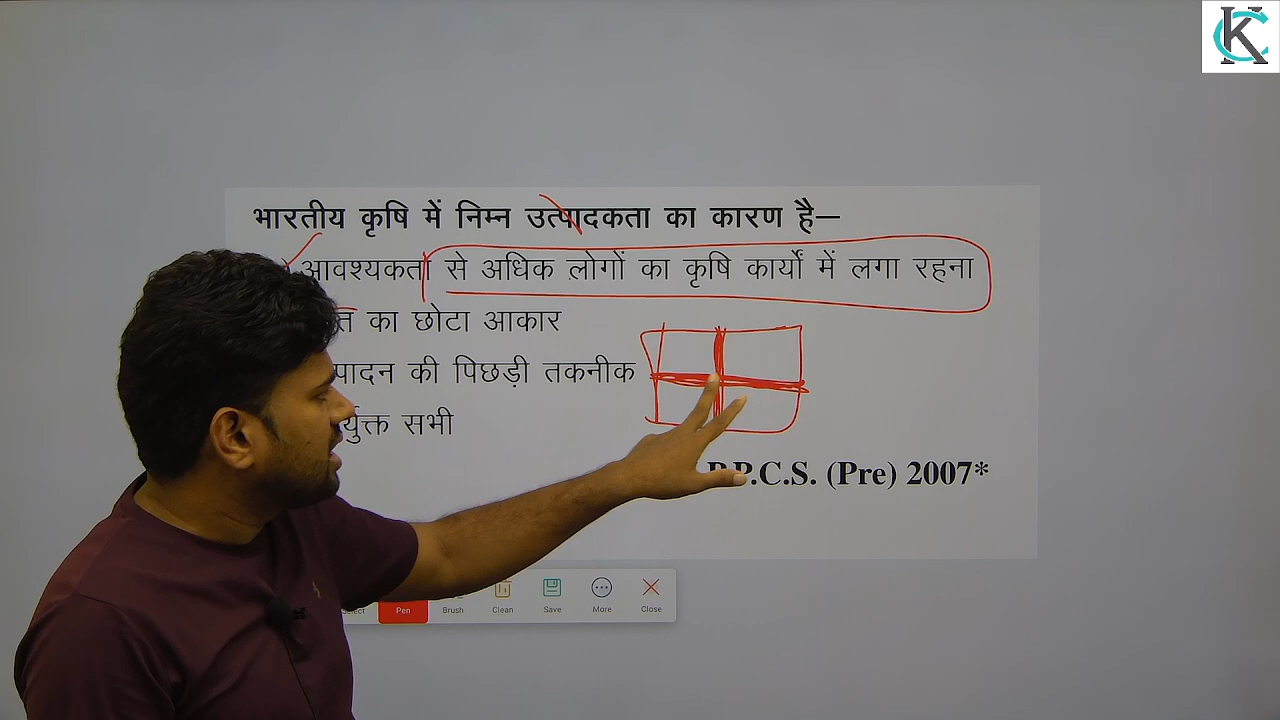 भारतीय कृषि में निम्न उत्पादकता का कारण है—
आवश्यकता से अधिक लोगों का कृषि कार्यों में लगा रहना
का छोटा आकार
की पिछड़ी तकनीक
सभी
P.C.S. (Pre) 2007*
Pen Brush Clean Save More Close
KC